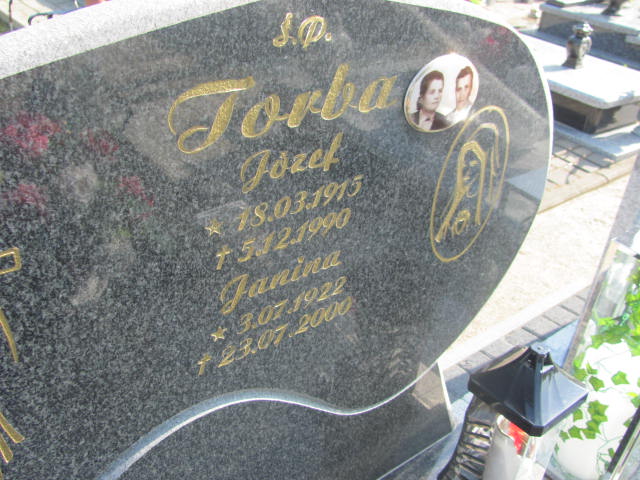 Ś.P.
Torba
Józef
★ 18.03.1915
✝ 5.12.1990
Janina
★ 3.07.1922
✝ 23.07.2000